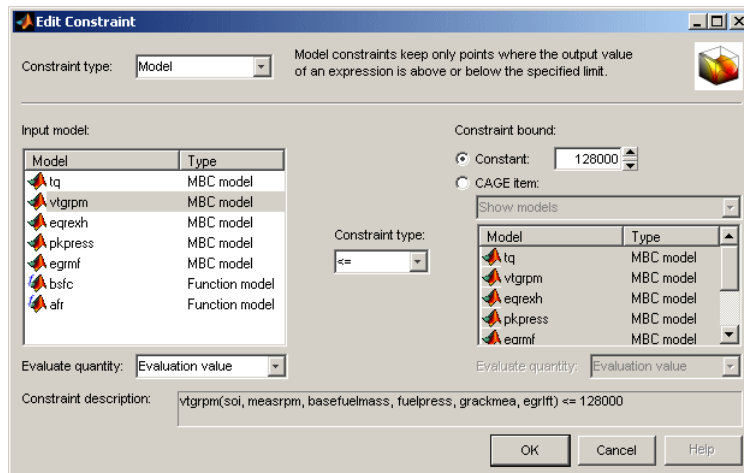 Edit Constraint
Constraint type: Model
Model constraints keep only points where the output value
of an expression is above or below the specified limit.
Input model:
Model Type
tq MBC model
vtgrpm MBC model
eqrexh MBC model
pkpress MBC model
egrmf MBC model
bsfc Function model
afr Function model
Evaluate quantity: Evaluation value
Constraint type:
<=
Constraint bound:
Constant: 128000
CAGE item:
Show models
Model Type
tq MBC model
vtgrpm MBC model
eqrexh MBC model
pkpress MBC model
egrmf MBC model
Evaluate quantity: Evaluation value
Constraint description: vtgrpm(soi, measrpm, basefuelmass, fuelpress, grackmea, egrlft) <= 128000
OK Cancel Help